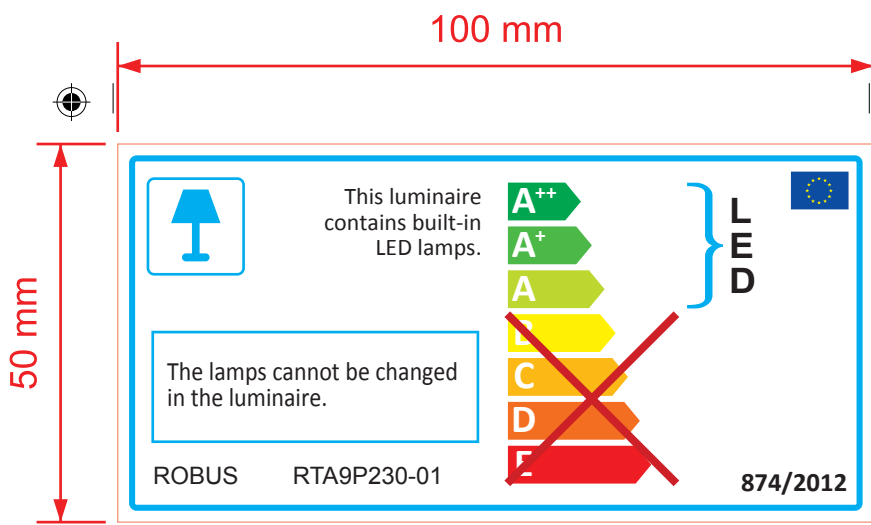 100 mm
50 mm
This luminaire
contains built-in
LED lamps.
A++
A+
A
B
C
D
E
L
E
D
The lamps cannot be changed
in the luminaire.
ROBUS RTA9P230-01
874/2012